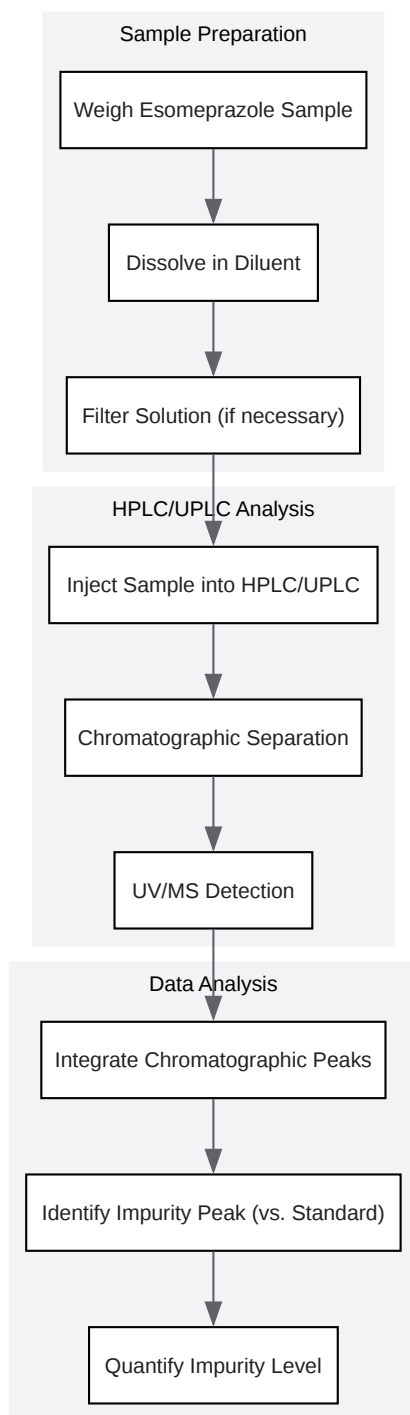 Sample Preparation
Weigh Esomeprazole Sample
Dissolve in Diluent
Filter Solution (if necessary)
HPLC/UPLC Analysis
Inject Sample into HPLC/UPLC
Chromatographic Separation
UV/MS Detection
Data Analysis
Integrate Chromatographic Peaks
Identify Impurity Peak (vs. Standard)
Quantify Impurity Level